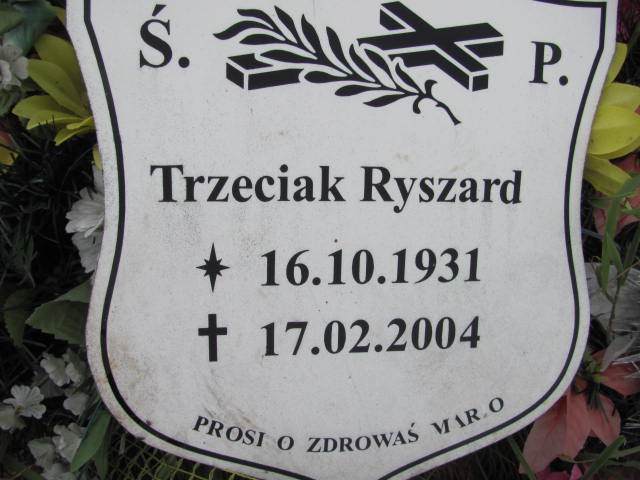 Ś. P.
Trzeciak Ryszard
16.10.1931
17.02.2004
PROSI O ZDROWAŚ MAR O